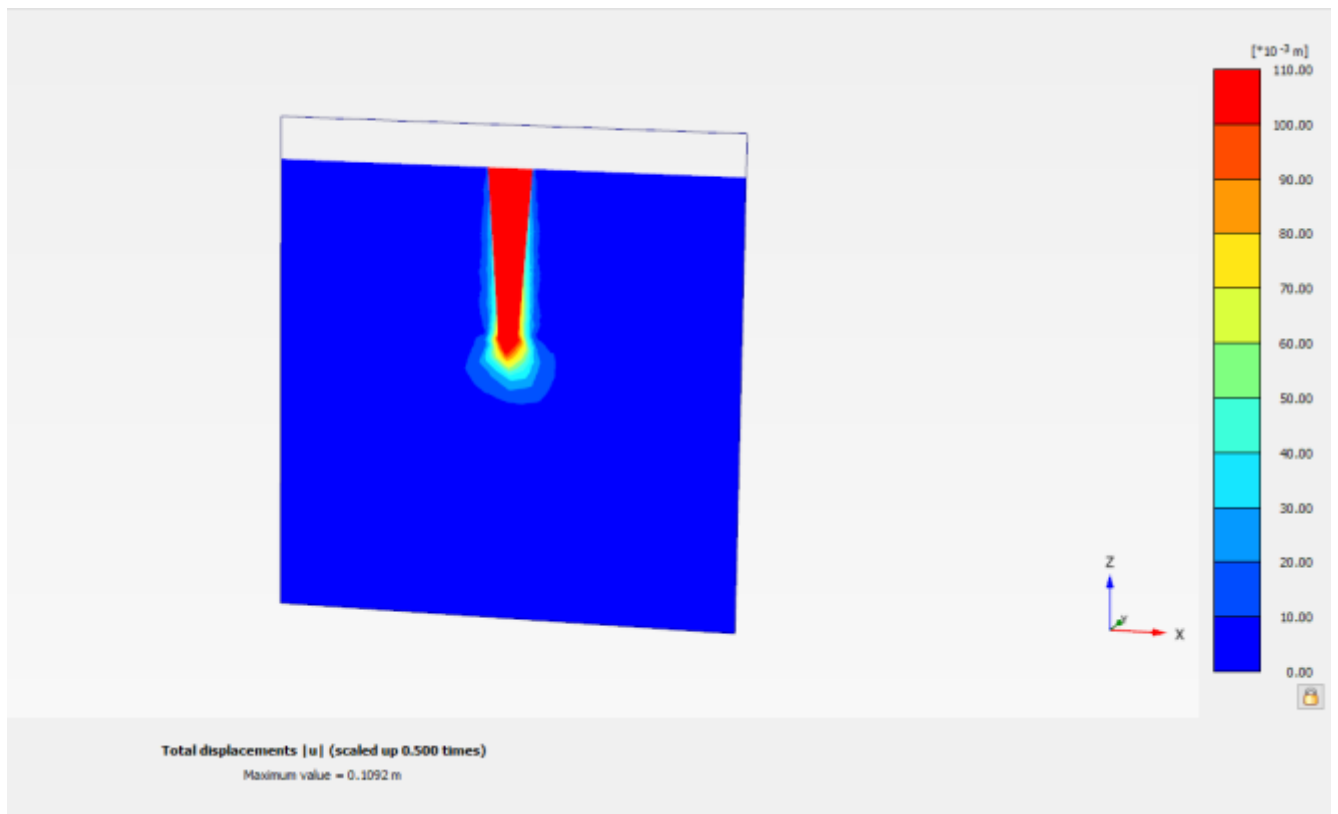 [*10 -3 m]
110.00
100.00
90.00
80.00
70.00
60.00
50.00
40.00
30.00
20.00
10.00
0.00
Z
Y
X
Total displacements |u| (scaled up 0.500 times)
Maximum value = 0.1092 m